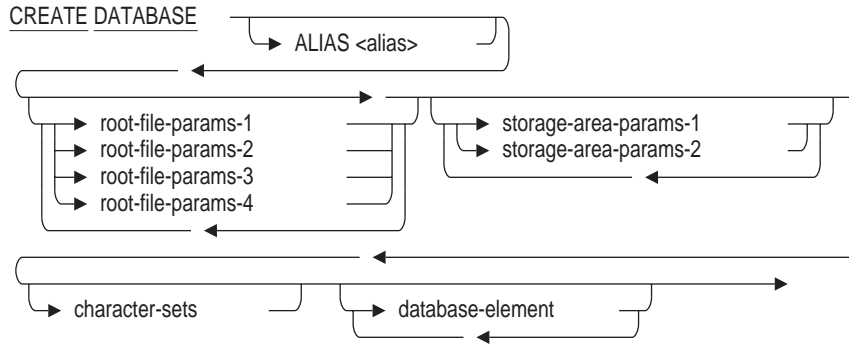 CREATE DATABASE
ALIAS <alias>
root-file-params-1
root-file-params-2
root-file-params-3
root-file-params-4
storage-area-params-1
storage-area-params-2
character-sets
database-element